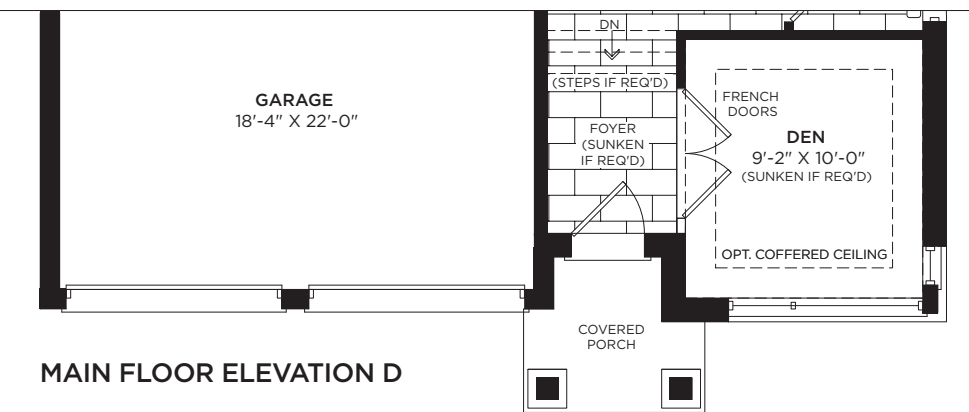 GARAGE
18'-4" X 22'-0"
DN
(STEPS IF REQ'D)
FOYER
(SUNKEN
IF REQ'D)
FRENCH
DOORS
DEN
9'-2" X 10'-0"
(SUNKEN IF REQ'D)
OPT. COFFERED CEILING
COVERED
PORCH
MAIN FLOOR ELEVATION D